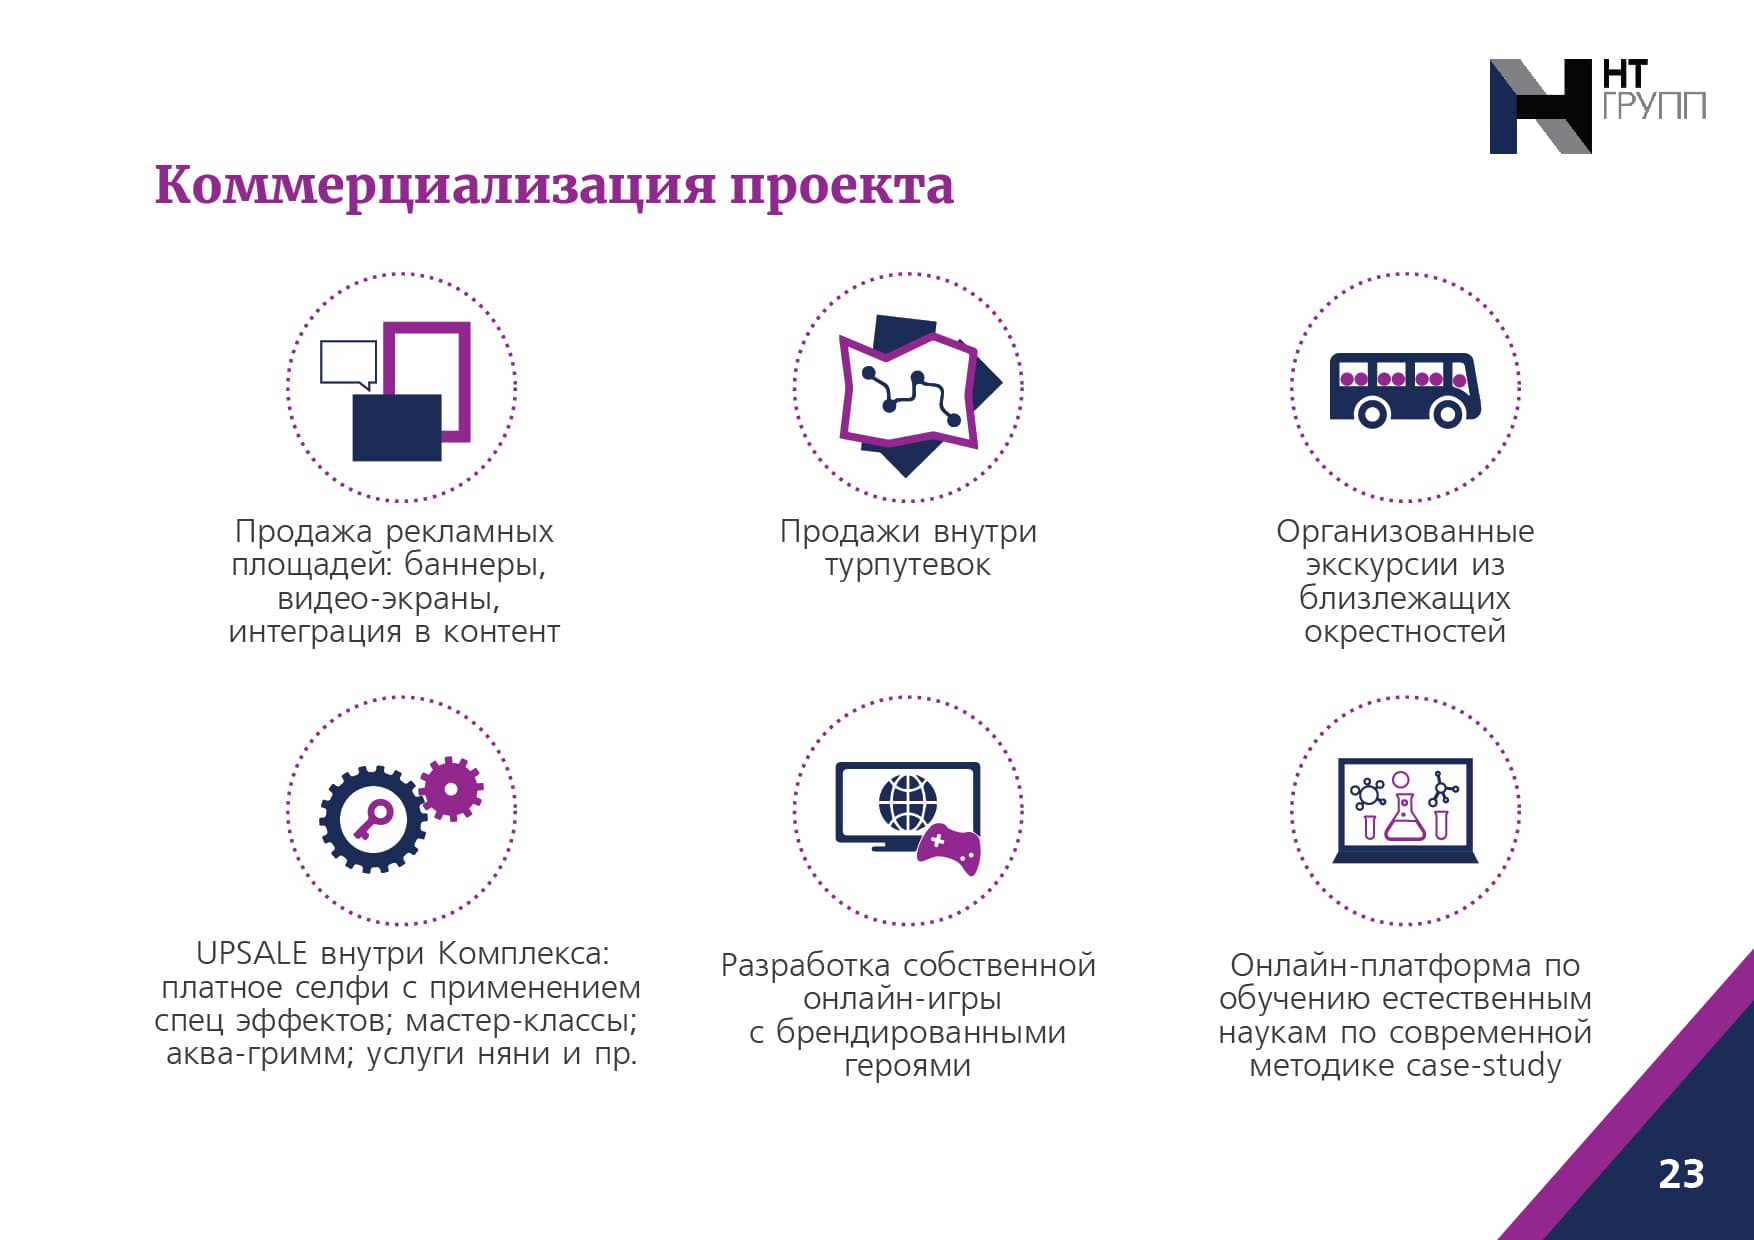 НТ
ГРУПП
Коммерциализация проекта
Продажа рекламных
площадей: баннеры,
видео-экраны,
интеграция в контент
Продажи внутри
турпутевок
Организованные
экскурсии из
близлежащих
окрестностей
UPSALE внутри Комплекса:
платное селфи с применением
спец эффектов; мастер-классы;
аква-гримм; услуги няни и пр.
Разработка собственной
онлайн-игры
с брендированными
героями
Онлайн-платформа по
обучению естественным
наукам по современной
методике case-study
23